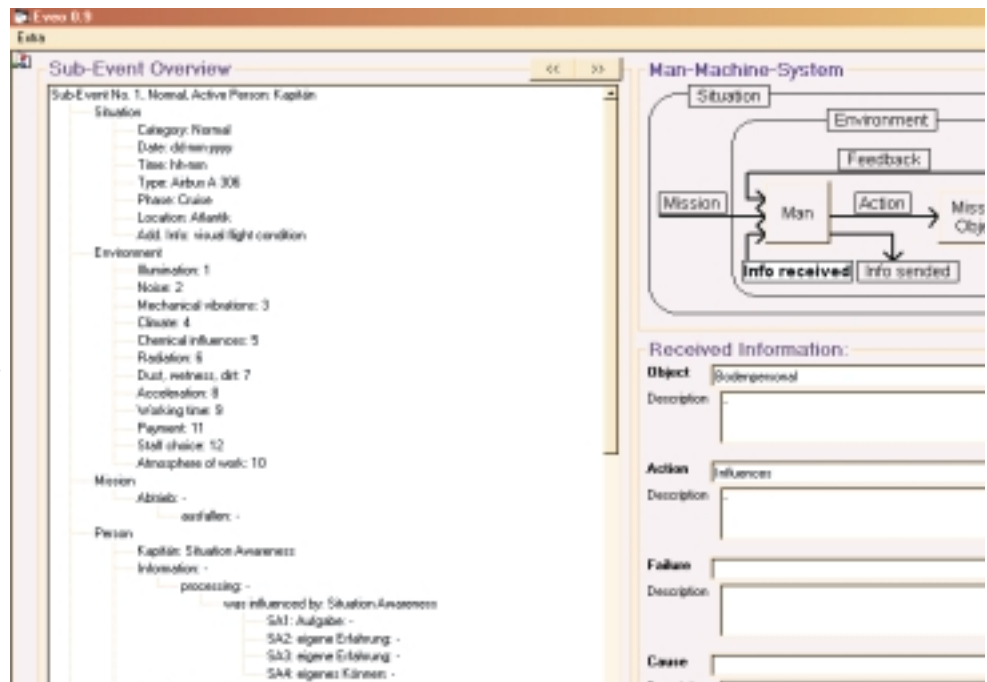 Eveo 0.9
Extra
Sub-Event Overview
<< >>
Sub-Event No. 1, Normal, Active Person: Kapitän
Situation
Category: Normal
Date: dd-mm-yyyy
Time: hh-mm
Type: Airbus A 306
Phase: Cruise
Location: Atlantik
Add. Info: visual flight condition
Environment
Illumination: 1
Noise: 2
Mechanical vibrations: 3
Climate: 4
Chemical influences: 5
Radiation: 6
Dust, wetness, dirt: 7
Acceleration: 8
Working time: 9
Payment: 11
Staff choice: 12
Atmosphere of work: 10
Mission
Abtrieb: -
ausfallen: -
Person
Kapitän: Situation Awareness
Information: -
processing: -
was influenced by: Situation Awareness
SA1: Aufgabe: -
SA2: eigene Erfahrung: -
SA3: eigene Erfahrung: -
SA4: eigenes Können: -
Man-Machine-System
Situation
Environment
Feedback
Mission
Man
Action
Miss
Obje
Info received
Info sended
Received Information:
Object
Bodenpersonal
Description
Action
Influences
Description
Failure
Description
Cause